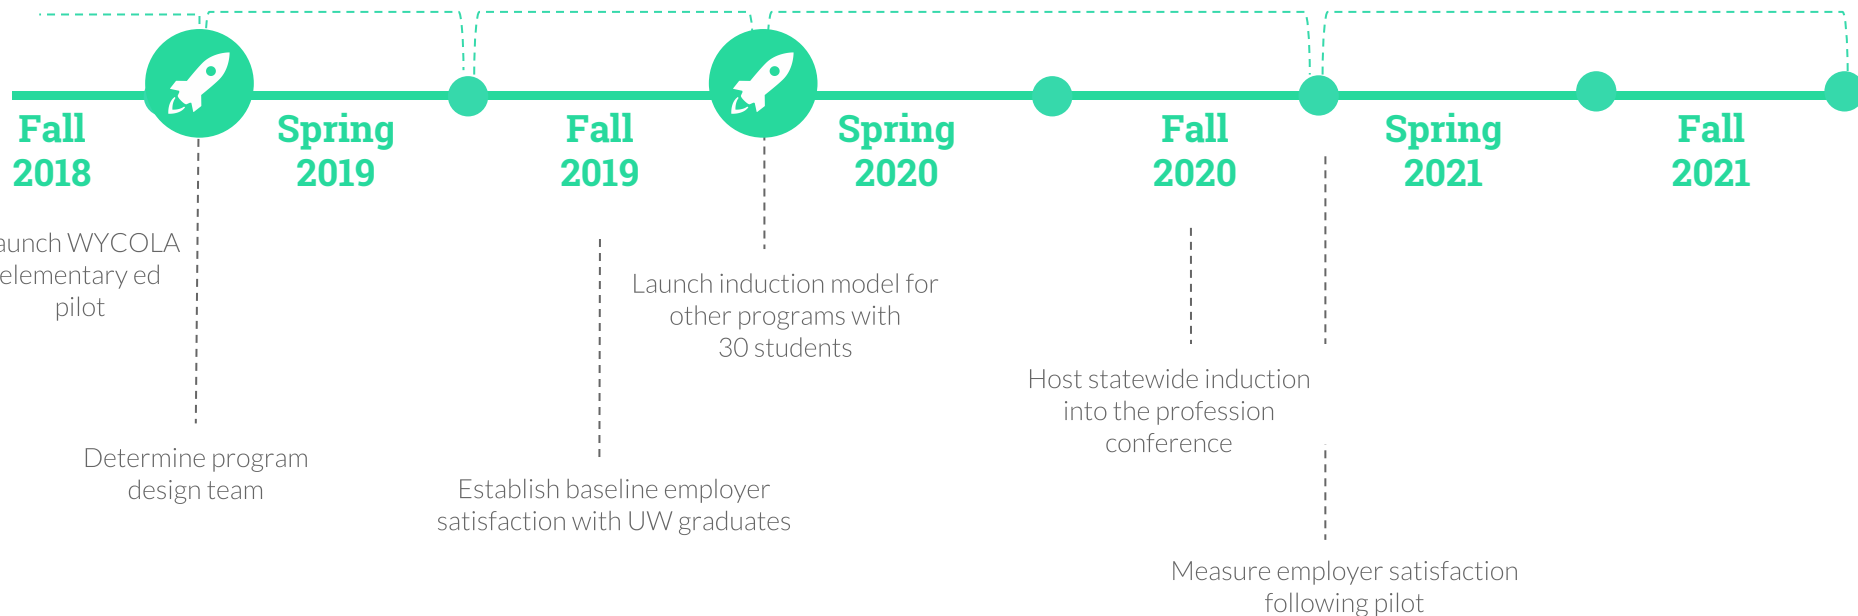 Fall
2018
Spring
2019
Fall
2019
Spring
2020
Fall
2020
Spring
2021
Fall
2021
aunch WYCOLA
elementary ed
pilot
Determine program
design team
Establish baseline employer
satisfaction with UW graduates
Launch induction model for
other programs with
30 students
Host statewide induction
into the profession
conference
Measure employer satisfaction
following pilot